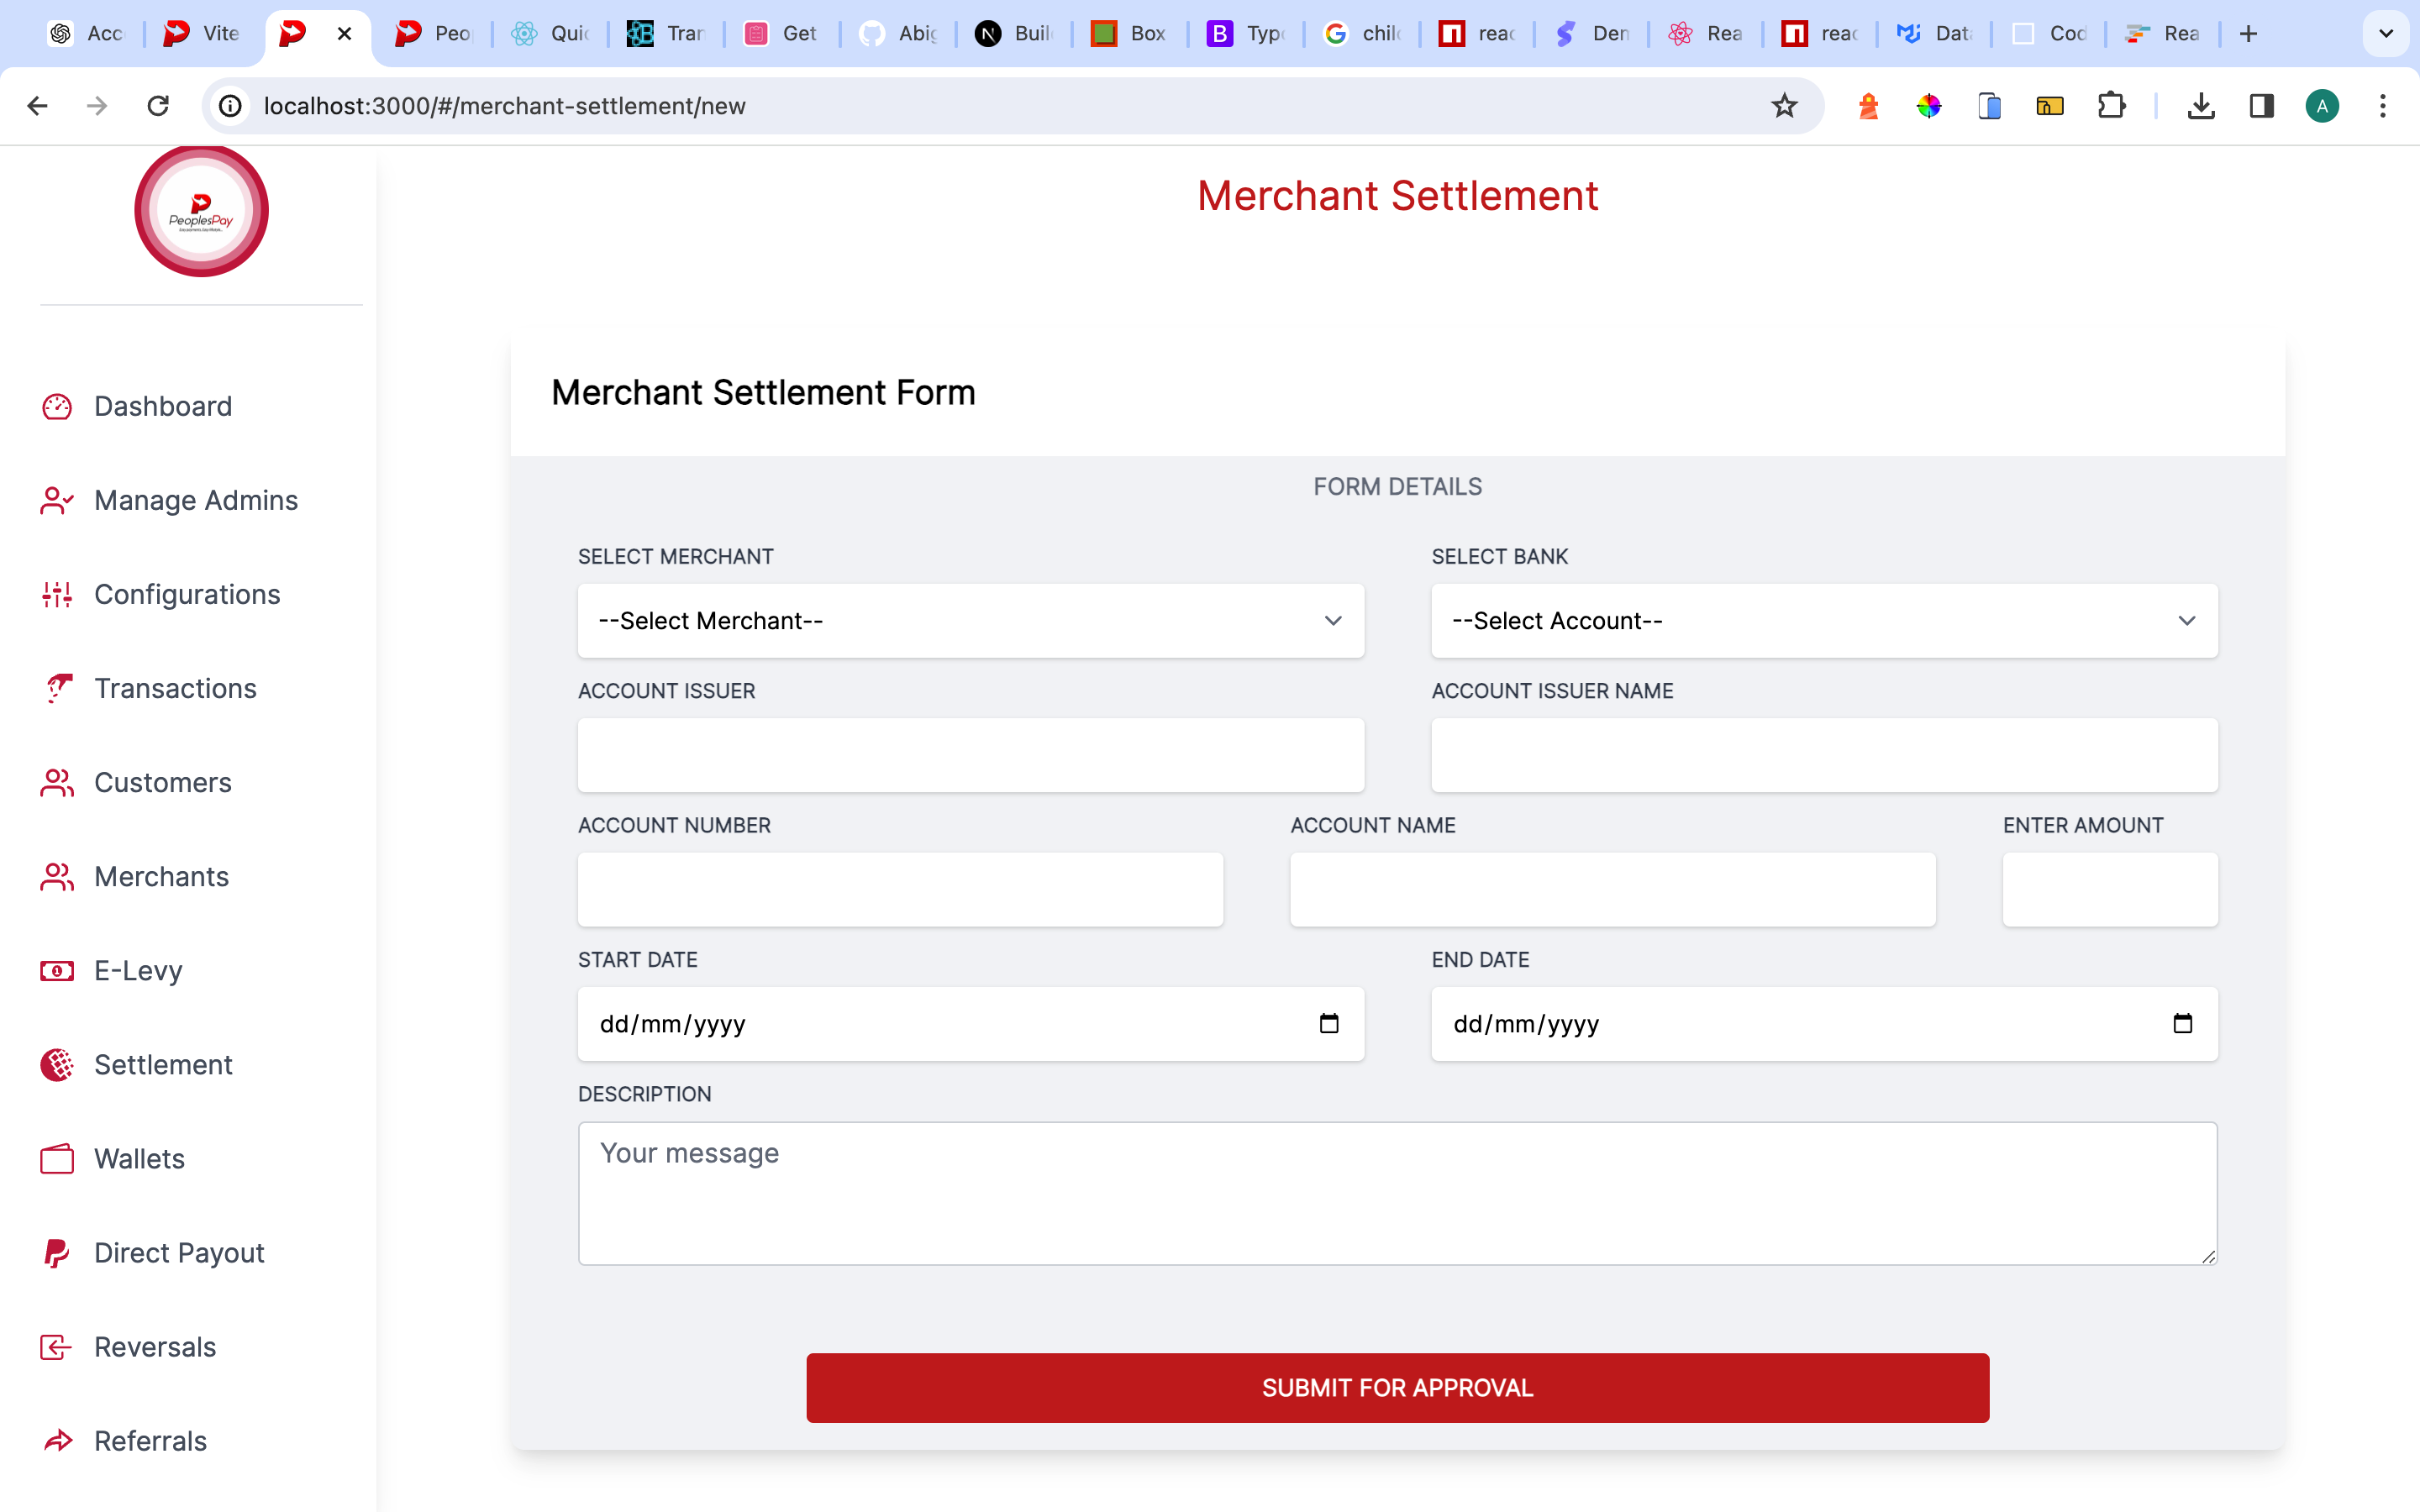 Acc
Vite
Peo
Quic
Tran
Get
Abig
Buil
Box
Typo
chil
reac
Den
Rea
reac
Data
Cod
Rea
localhost:3000/#/merchant-settlement/new
A
PeoplesPay
Merchant Settlement
Dashboard
Manage Admins
Configurations
Transactions
Customers
Merchants
E-Levy
Settlement
Wallets
Direct Payout
Reversals
Referrals
Merchant Settlement Form
FORM DETAILS
SELECT MERCHANT
SELECT BANK
--Select Merchant--
--Select Account--
ACCOUNT ISSUER
ACCOUNT ISSUER NAME
ACCOUNT NUMBER
ACCOUNT NAME
ENTER AMOUNT
START DATE
END DATE
dd/mm/yyyy
dd/mm/yyyy
DESCRIPTION
Your message
SUBMIT FOR APPROVAL